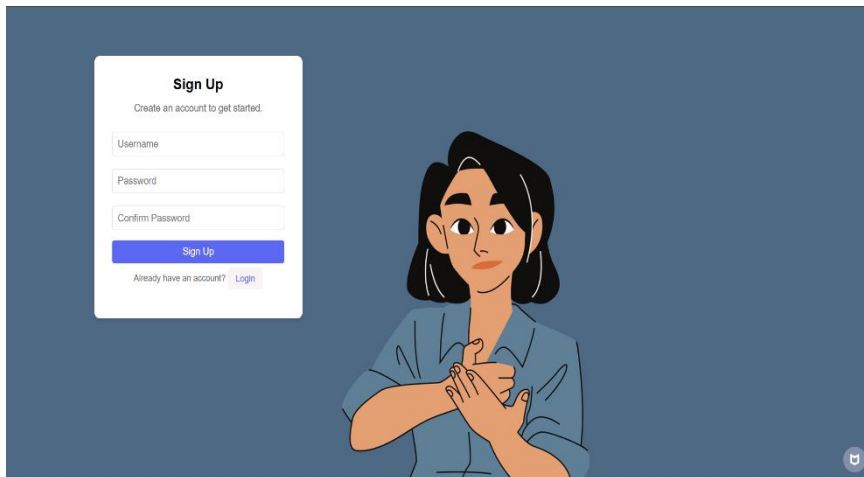 Sign Up
Create an account to get started.
Username
Password
Confirm Password
Sign Up
Already have an account? Login